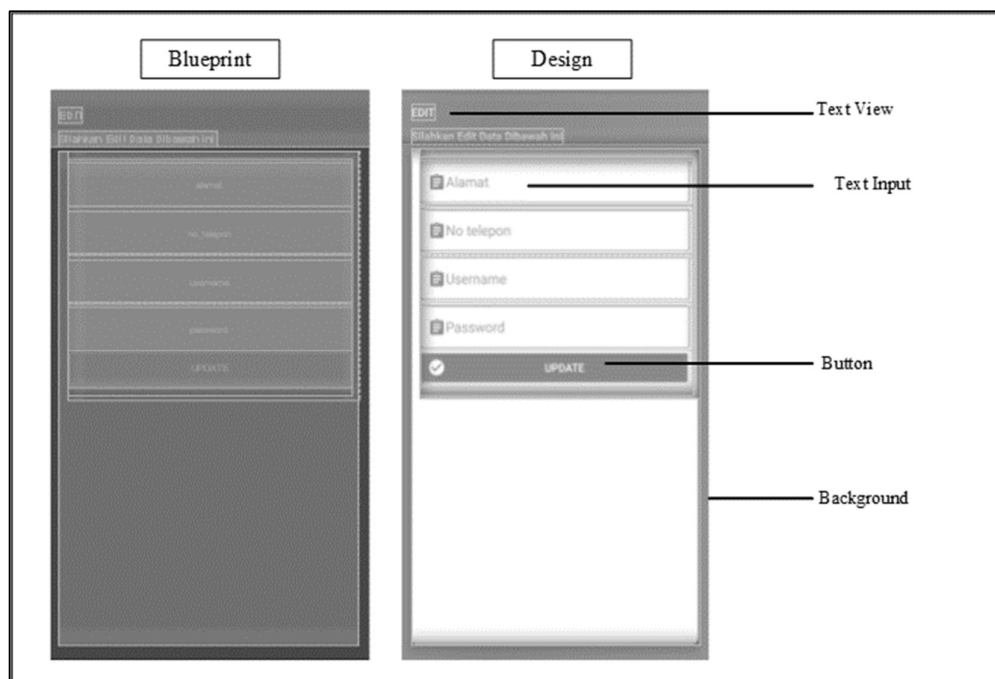 Blueprint
Design
EDIT
Silahkan Edit Data Dibawah Ini
alamat
no_telepon
username
password
UPDATE
EDIT
Silahkan Edit Data Dibawah Ini
Alamat
No telepon
Username
Password
UPDATE
Text View
Text Input
Button
Background